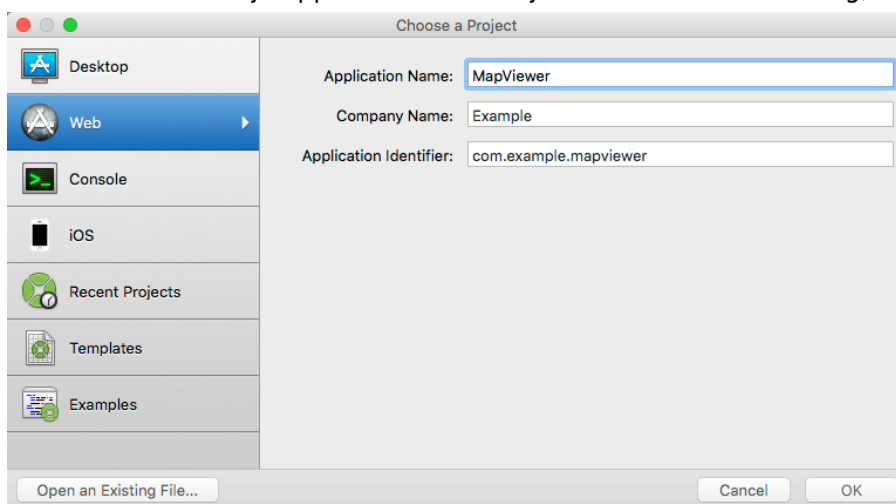 Choose a Project
Desktop
Web
Console
iOS
Recent Projects
Templates
Examples
Application Name: MapViewer
Company Name: Example
Application Identifier: com.example.mapviewer
Open an Existing File...
Cancel
OK